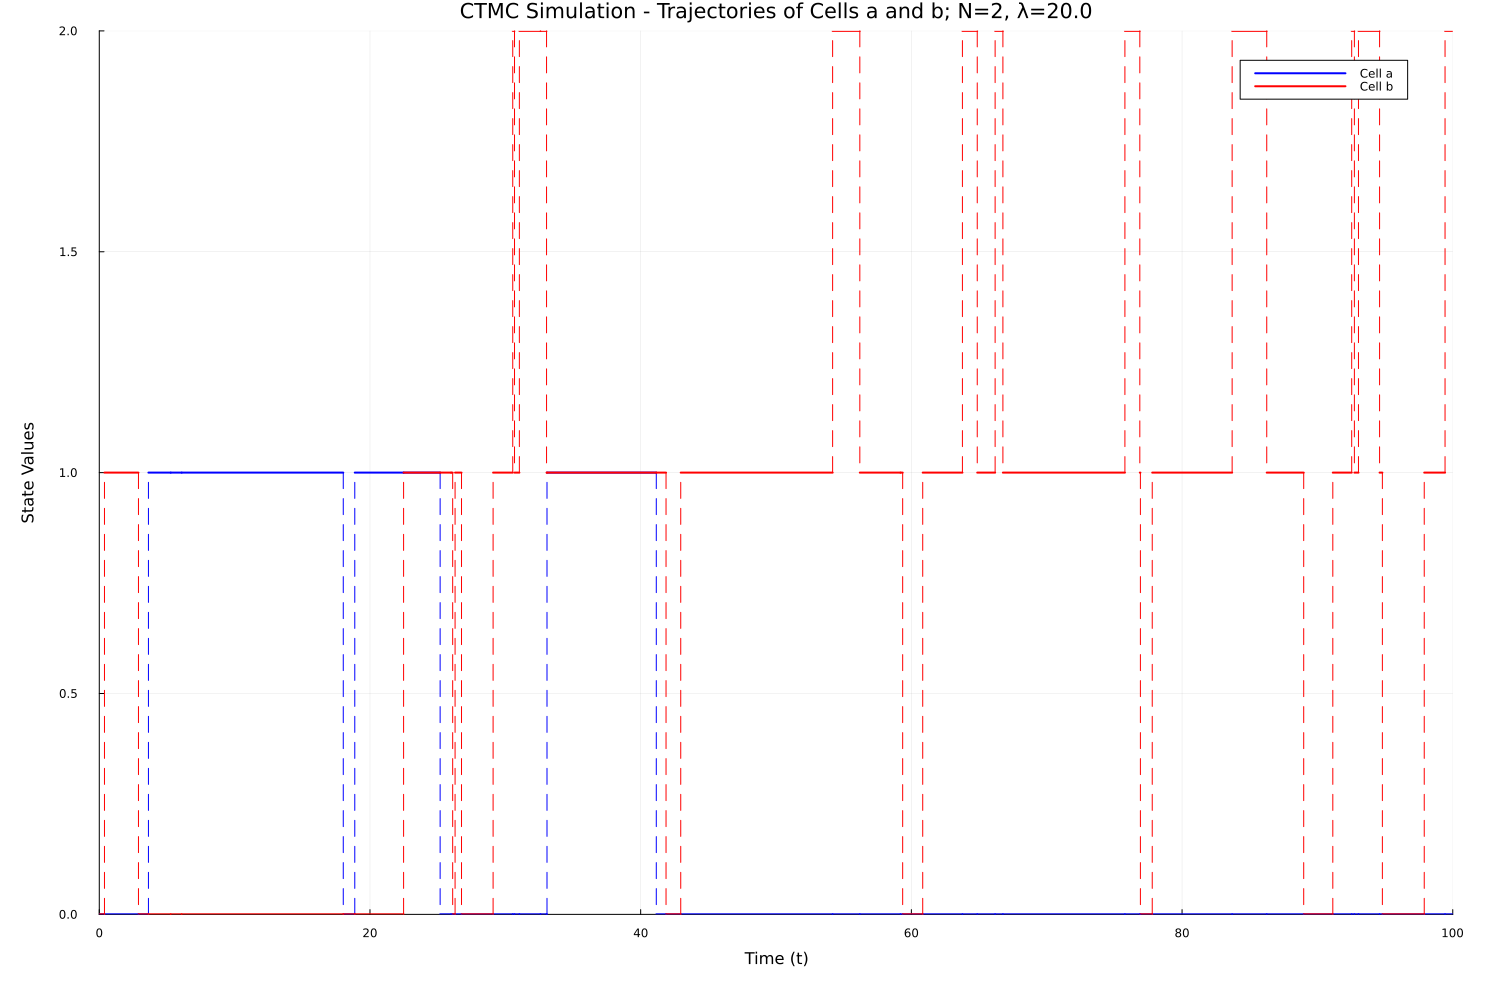 CTMC Simulation - Trajectories of Cells a and b; N=2, λ=20.0
2.0
Cell a
Cell b
1.5
State Values
1.0
0.5
0.0
0 20 40 60 80 100
Time (t)